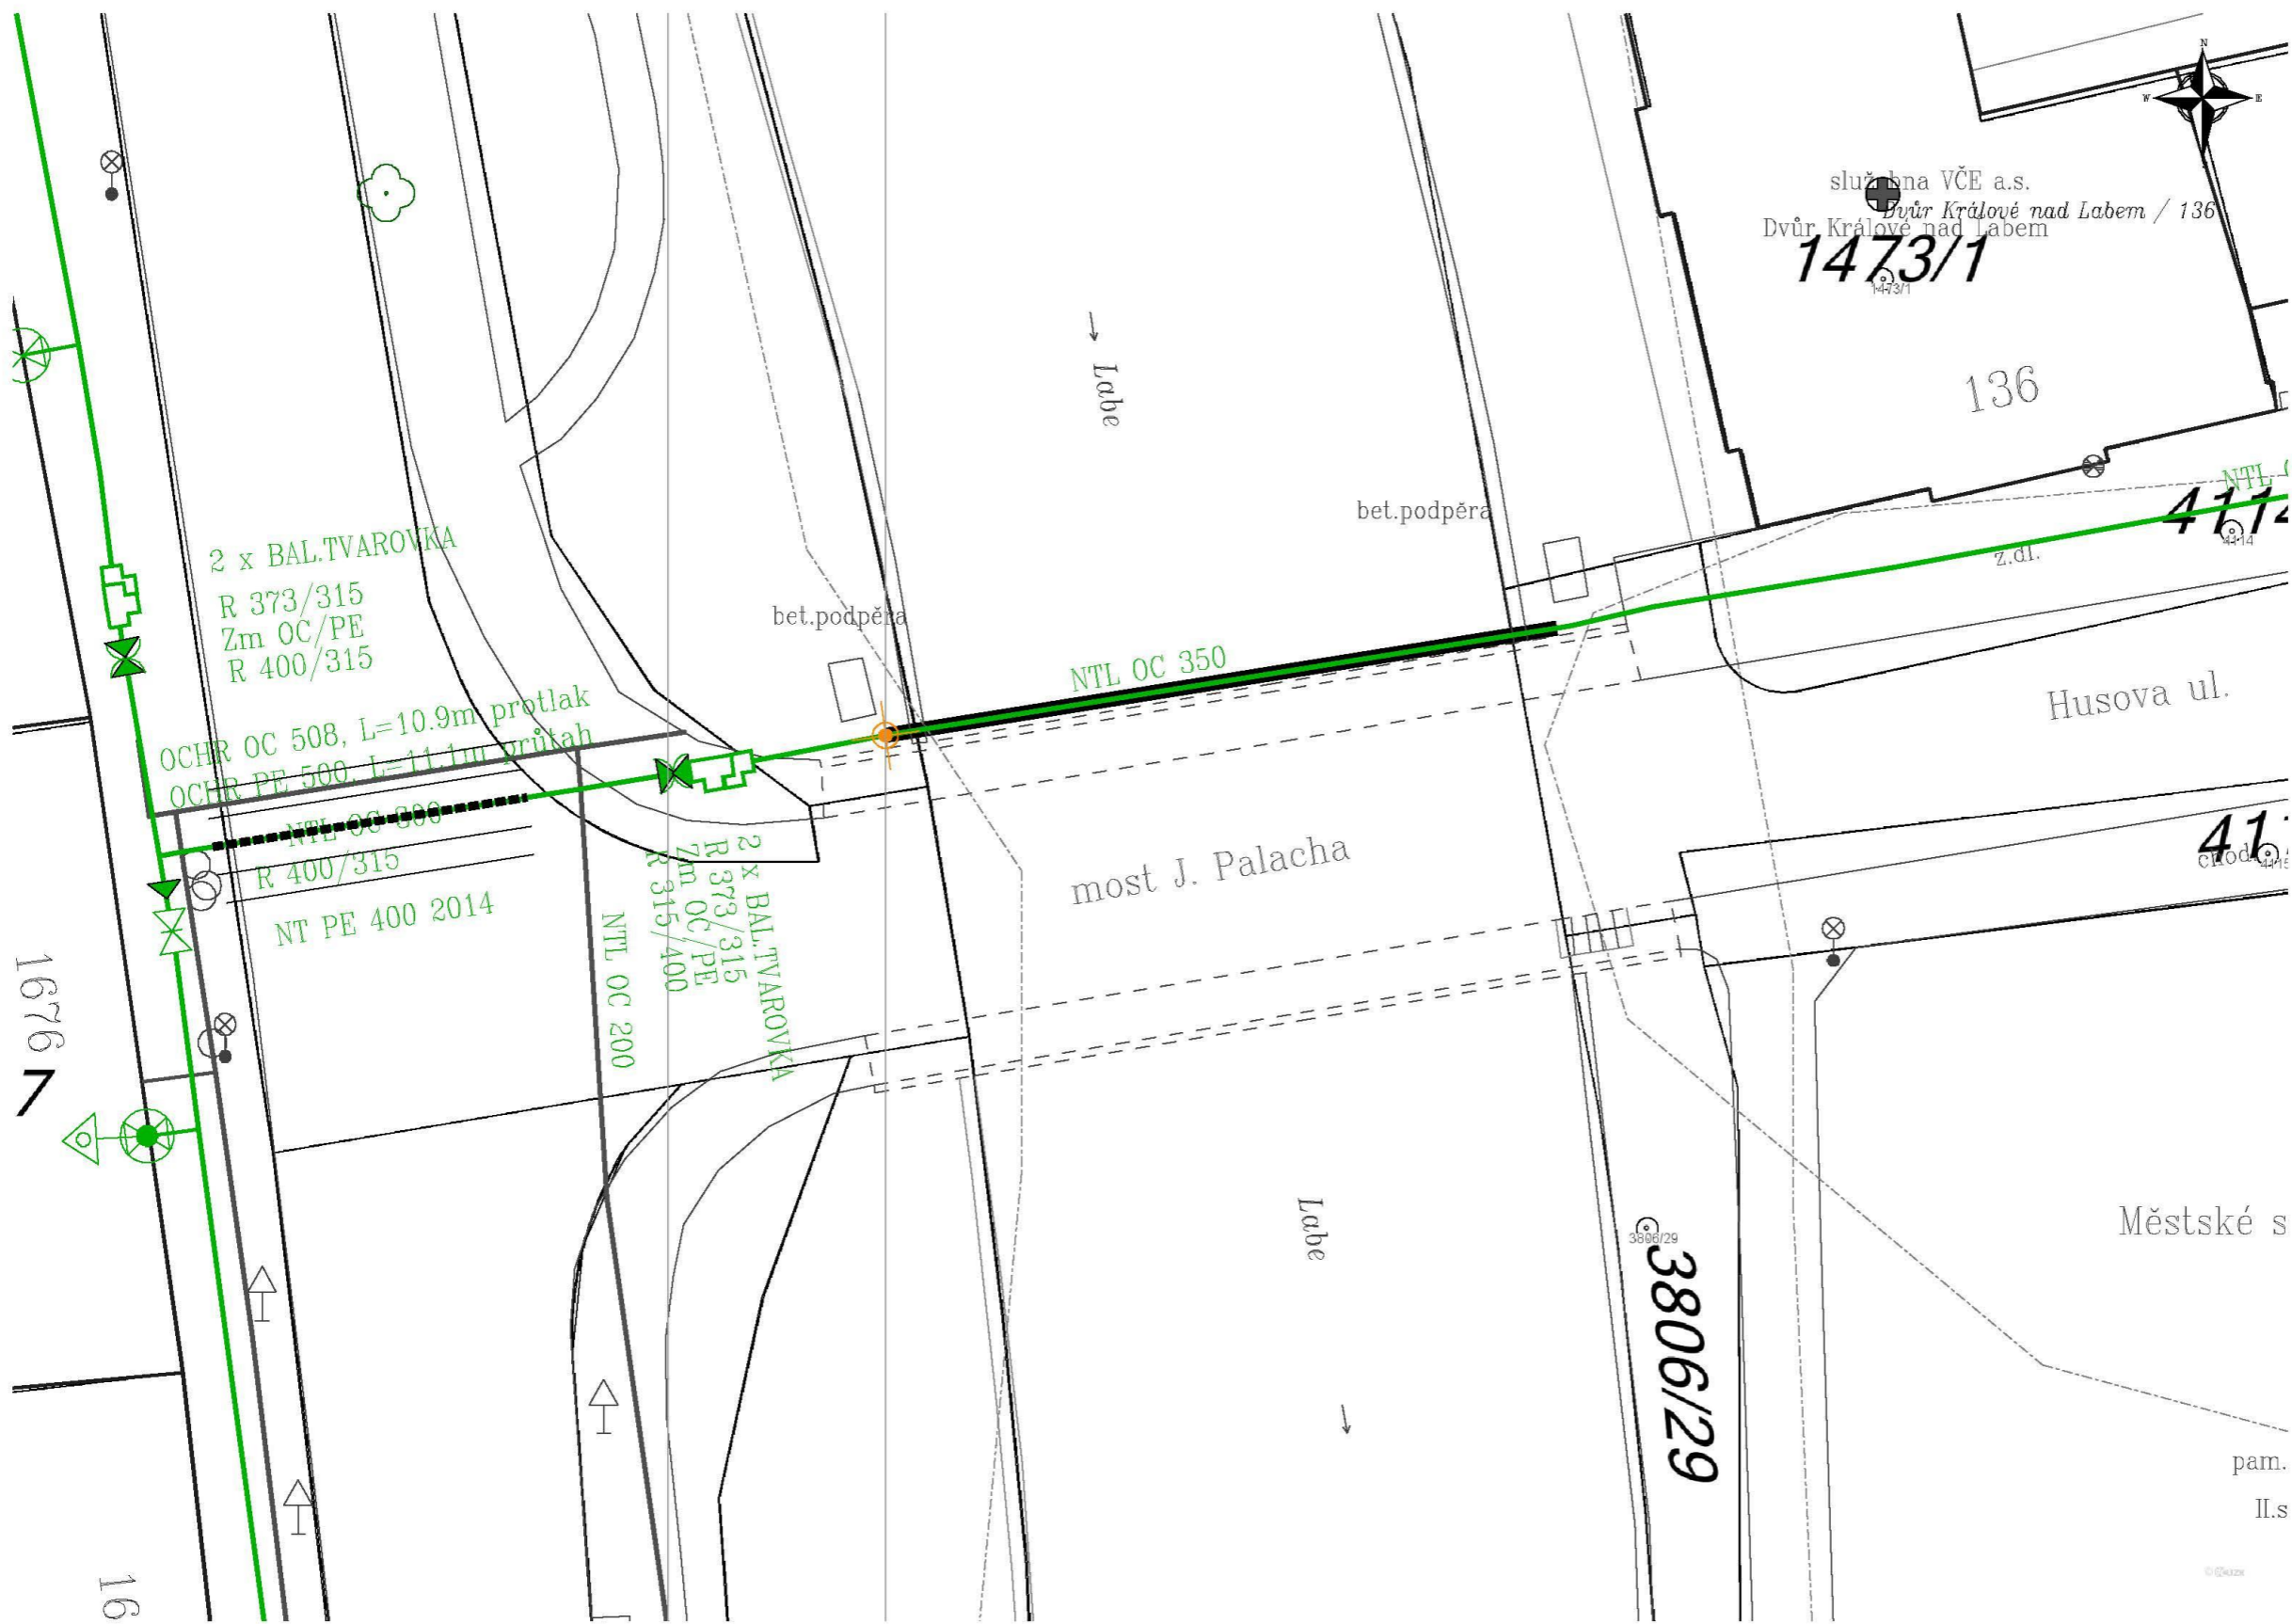 N
W
E
služebna VČE a.s.
Dvůr Králové nad Labem / 136
Dvůr Králové nad Labem
1473/1
1473/1
136
Labe
bet.podpěra
NTL
4114
4114
z.dl.
2 x BAL.TVAROVKA
R 373/315
Zm OC/PE
R 400/315
bet.podpěra
NTL OC 350
Husova ul.
OCHR OC 508, L=10.9m protlak
OCHR PE 500, L=11.1m průtah
NTL OC 300
R 400/315
NT PE 400 2014
2 x BAL.TVAROVKA
R 373/315
Zm OC/PE
R 315/400
NTL OC 200
most J. Palacha
411
chod.
4115
1676
7
Labe
3806/29
3806/29
Městské s
pam.
II.s
16